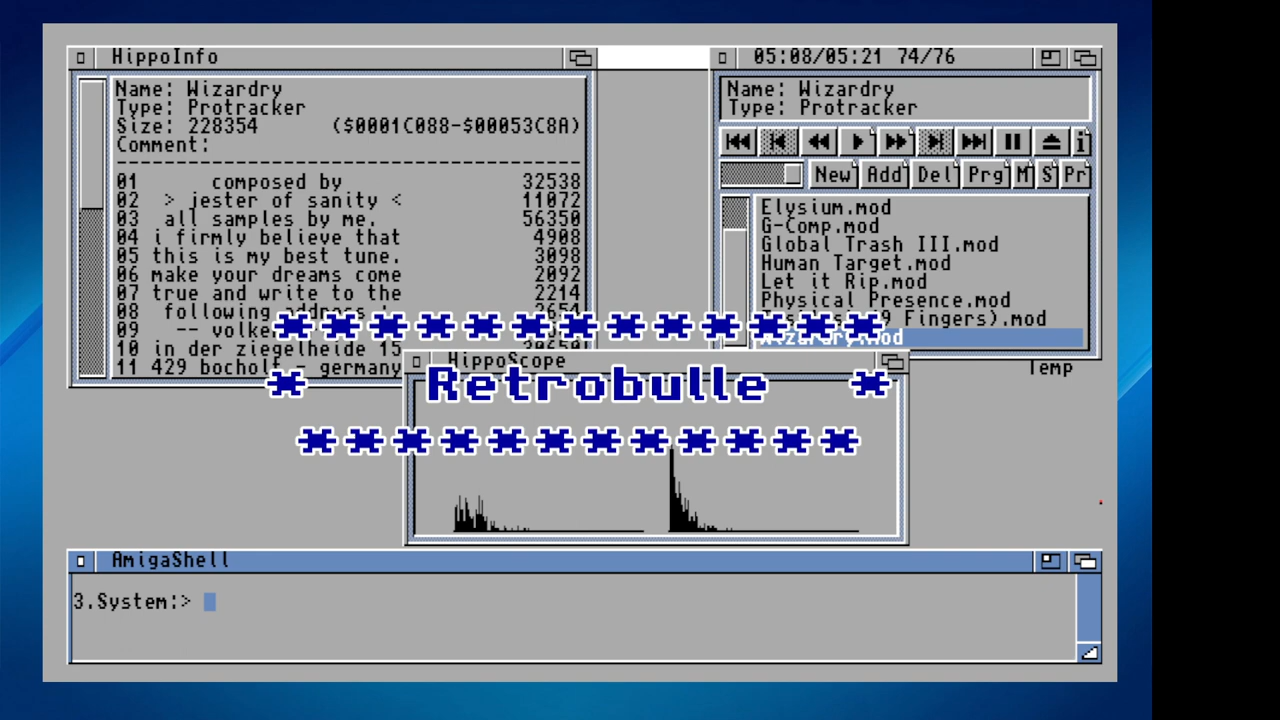 HippoInfo
Name: Wizardry
Type: Protracker
Size: 228354 ($0001C088-$00053C8A)
Comment:
----------------------------------------
01 composed by 32538
02 > jester of sanity < 11072
03 all samples by me. 56350
04 i firmly believe that 4908
05 this is my best tune. 3098
06 make your dreams come 2092
07 true and write to the 2214
08 following address
09 -- volke
10 in der ziegelheide 15
11 429 bocholt - germany
05:08/05:21 74/76
Name: Wizardry
Type: Protracker
i
New Add Del Prg M S Pr
Elysium.mod
G-Comp.mod
Global Trash III.mod
Human Target.mod
Let it Rip.mod
Physical Presence.mod
Fingers).mod
Wizardry.mod
Temp
* * * * * * * * * * * * *
* Retrobulle *
* * * * * * * * * * * *
HippoScope
AmigaShell
3.System:>